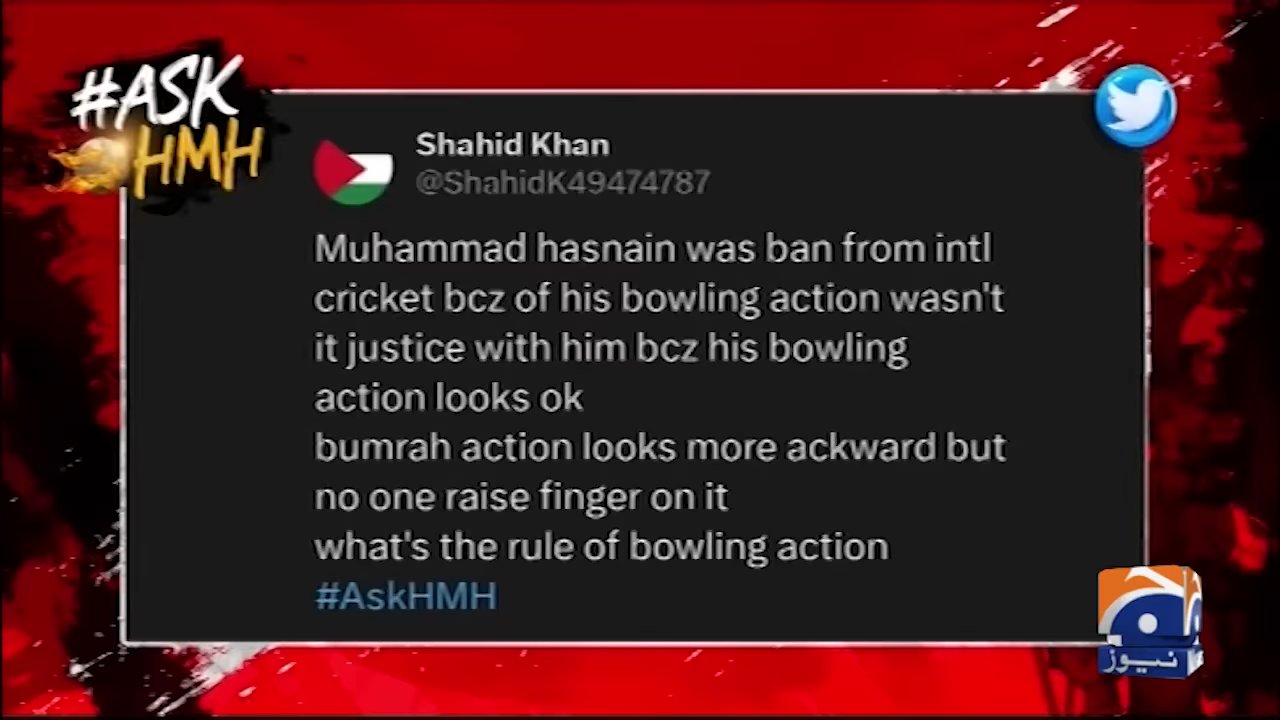 #ASK
HMH
Shahid Khan
@ShahidK49474787
Muhammad hasnain was ban from intl
cricket bcz of his bowling action wasn't
it justice with him bcz his bowling
action looks ok
bumrah action looks more ackward but
no one raise finger on it
what's the rule of bowling action
#AskHMH
نیوز